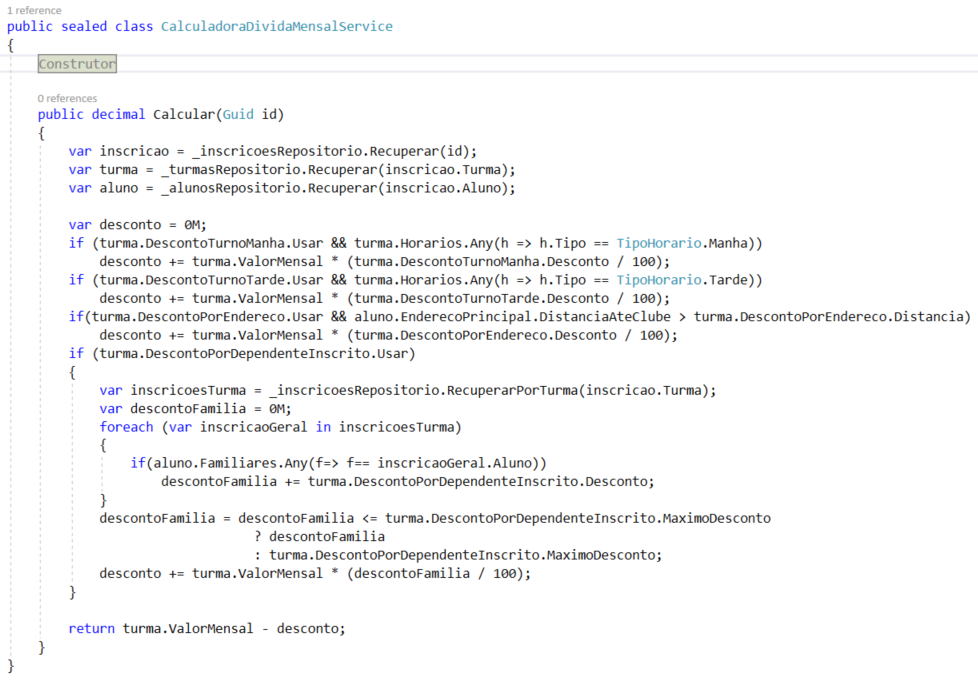 1 reference
public sealed class CalculadoraDividaMensalService
{
Construtor
0 references
public decimal Calcular(Guid id)
{
var inscricao = _inscricoesRepositorio.Recuperar(id);
var turma = _turmasRepositorio.Recuperar(inscricao.Turma);
var aluno = _alunosRepositorio.Recuperar(inscricao.Aluno);
var desconto = 0M;
if (turma.DescontoTurnoManha.Usar && turma.Horarios.Any(h => h.Tipo == TipoHorario.Manha))
desconto += turma.ValorMensal * (turma.DescontoTurnoManha.Desconto / 100);
if (turma.DescontoTurnoTarde.Usar && turma.Horarios.Any(h => h.Tipo == TipoHorario.Tarde))
desconto += turma.ValorMensal * (turma.DescontoTurnoTarde.Desconto / 100);
if(turma.DescontoPorEndereco.Usar && aluno.EnderecoPrincipal.DistanciaAteClube > turma.DescontoPorEndereco.Distancia)
desconto += turma.ValorMensal * (turma.DescontoPorEndereco.Desconto / 100);
if (turma.DescontoPorDependenteInscrito.Usar)
{
var inscricoesTurma = _inscricoesRepositorio.RecuperarPorTurma(inscricao.Turma);
var descontoFamilia = 0M;
foreach (var inscricaoGeral in inscricoesTurma)
{
if(aluno.Familiares.Any(f=> f== inscricaoGeral.Aluno))
descontoFamilia += turma.DescontoPorDependenteInscrito.Desconto;
}
descontoFamilia = descontoFamilia <= turma.DescontoPorDependenteInscrito.MaximoDesconto
? descontoFamilia
: turma.DescontoPorDependenteInscrito.MaximoDesconto;
desconto += turma.ValorMensal * (descontoFamilia / 100);
}
return turma.ValorMensal - desconto;
}
}